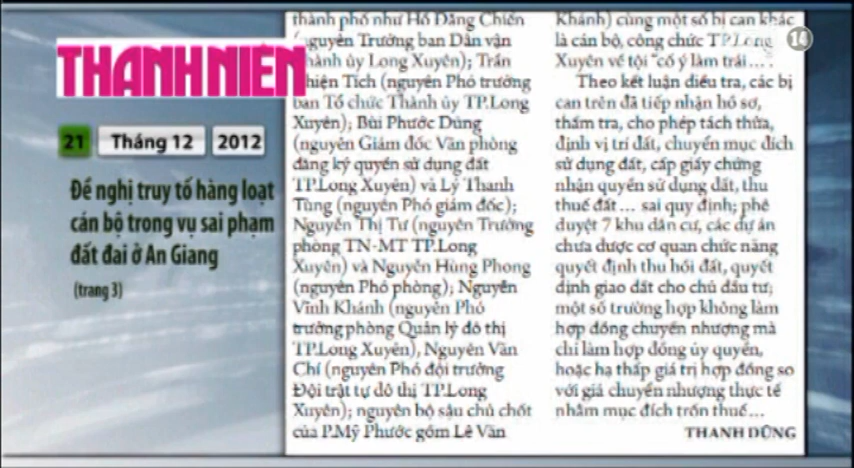 THANH NIÊN
21 Tháng 12 2012
Đề nghị truy tố hàng loạt
cán bộ trong vụ sai phạm
đất đai ở An Giang
(trang 3)
thành phố như Hồ Đăng Chiến
(nguyên Trưởng ban Dân vận
Thành ủy Long Xuyên); Trần
Thiện Tích (nguyên Phó trưởng
ban Tổ chức Thành ủy TP.Long
Xuyên); Bùi Phước Dũng
(nguyên Giám đốc Văn phòng
đăng ký quyền sử dụng đất
TP.Long Xuyên) và Lý Thanh
Tùng (nguyên Phó giám đốc);
Nguyễn Thị Tư (nguyên Trưởng
phòng TN-MT TP.Long
Xuyên) và Nguyễn Hùng Phong
(nguyên Phó phòng); Nguyễn
Vĩnh Khánh (nguyên Phó
trưởng phòng Quản lý đô thị
TP.Long Xuyên), Nguyễn Văn
Chí (nguyên Phó đội trưởng
Đội trật tự đô thị TP.Long
Xuyên); nguyên bộ sậu chủ chốt
của P.Mỹ Phước gồm Lê Văn
Khánh) cùng một số bị can khác
là cán bộ, công chức TP.Long
Xuyên về tội "cố ý làm trái…".
Theo kết luận điều tra, các bị
can trên đã tiếp nhận hồ sơ,
thẩm tra, cho phép tách thửa,
định vị trí đất, chuyển mục đích
sử dụng đất, cấp giấy chứng
nhận quyền sử dụng đất, thu
thuế đất… sai quy định; phê
duyệt 7 khu dân cư, các dự án
chưa được cơ quan chức năng
quyết định thu hồi đất, quyết
định giao đất cho chủ đầu tư;
một số trường hợp không làm
hợp đồng chuyển nhượng mà
chỉ làm hợp đồng ủy quyền,
hoặc hạ thấp giá trị hợp đồng so
với giá chuyển nhượng thực tế
nhằm mục đích trốn thuế…
THANH DŨNG
14